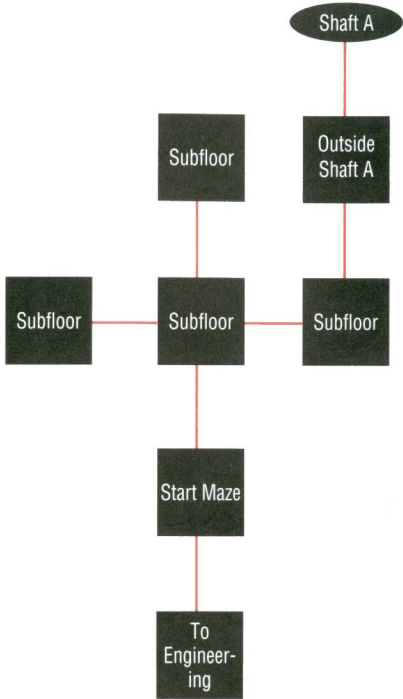 Shaft A
Outside
Shaft A
Subfloor
Subfloor
Subfloor
Subfloor
Start Maze
To
Engineer-
ing